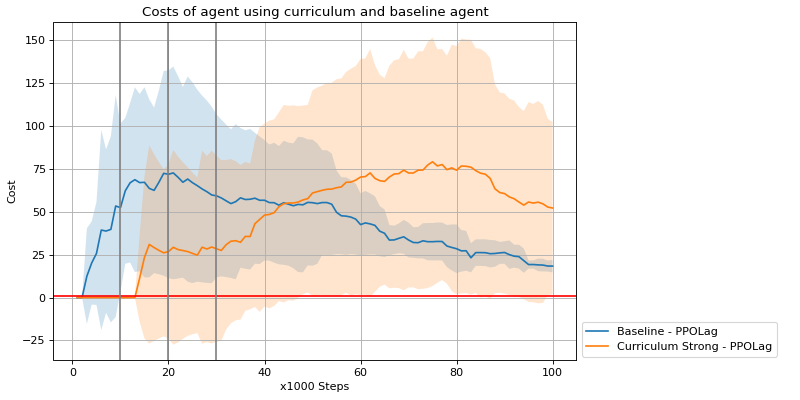 Costs of agent using curriculum and baseline agent
150
125
100
75
50
25
0
−25
Cost
0
20
40
60
80
100
x1000 Steps
Baseline - PPOLag
Curriculum Strong - PPOLag